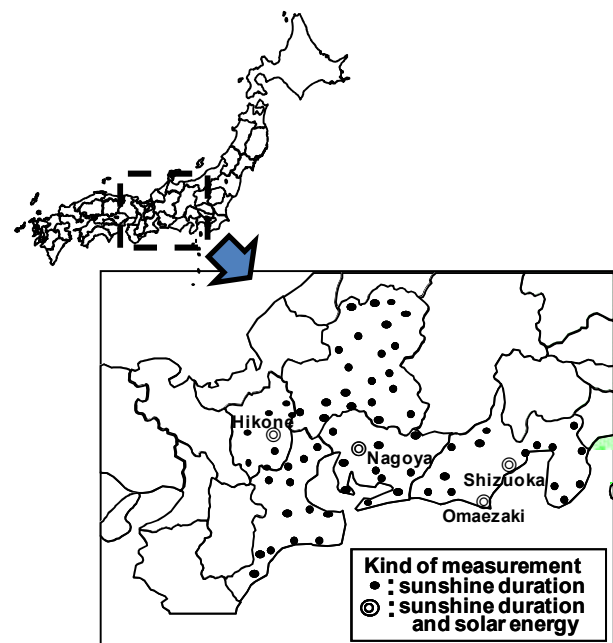 Hikone
Nagoya
Shizuoka
Omaezaki
Kind of measurement
: sunshine duration
: sunshine duration
and solar energy